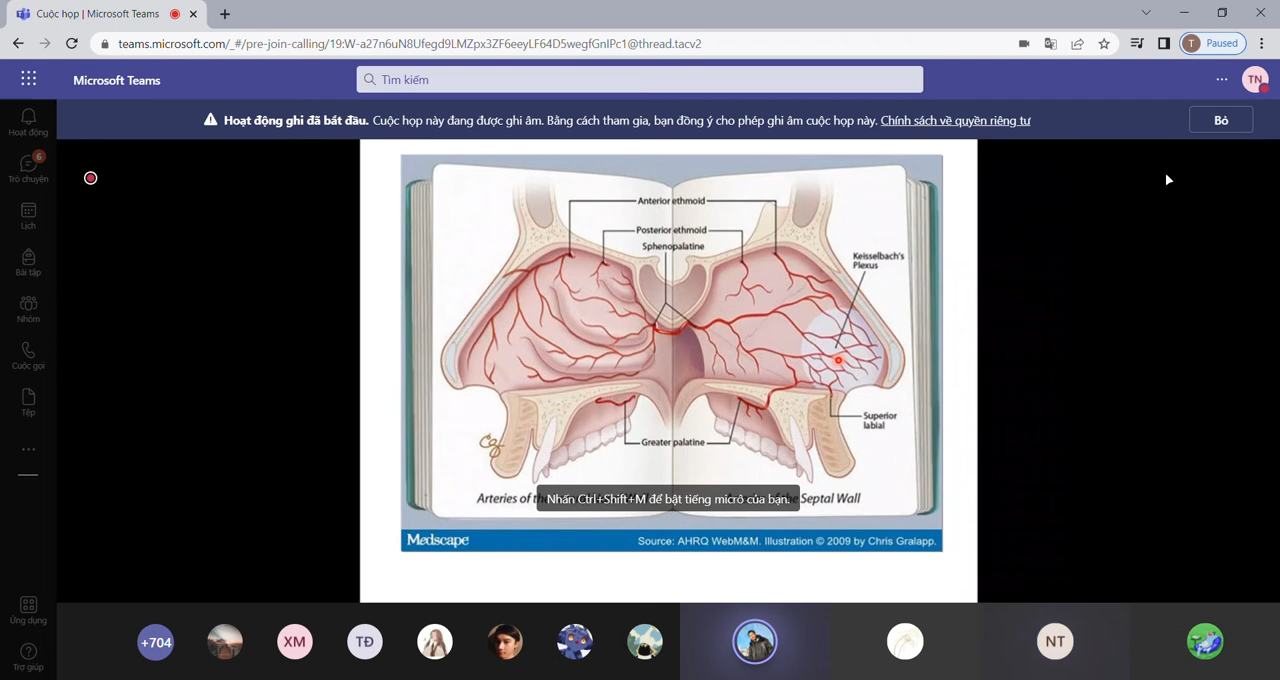 Cuộc họp | Microsoft Teams
teams.microsoft.com/_#/pre-join-calling/19:W-a27n6uN8Ufegd9LMZpx3ZF6eeyLF64D5wegfGnIPc1@thread.tacv2
T Paused
Microsoft Teams
Tìm kiếm
TN
Hoạt động ghi đã bắt đầu. Cuộc họp này đang được ghi âm. Bằng cách tham gia, bạn đồng ý cho phép ghi âm cuộc họp này. Chính sách về quyền riêng tư
Bỏ
Hoạt động
6
Trò chuyện
Lịch
Bài tập
Nhóm
Cuộc gọi
Tệp
Ứng dụng
Trợ giúp
Anterior ethmoid
Posterior ethmoid
Sphenopalatine
Keisselbach's
Plexus
Superior
labial
Greater palatine
Arteries of
Septal Wall
Nhấn Ctrl+Shift+M để bật tiếng micrô của bạn.
Medscape
Source: AHRQ WebM&M. Illustration © 2009 by Chris Gralapp.
+704
XM
TĐ
NT